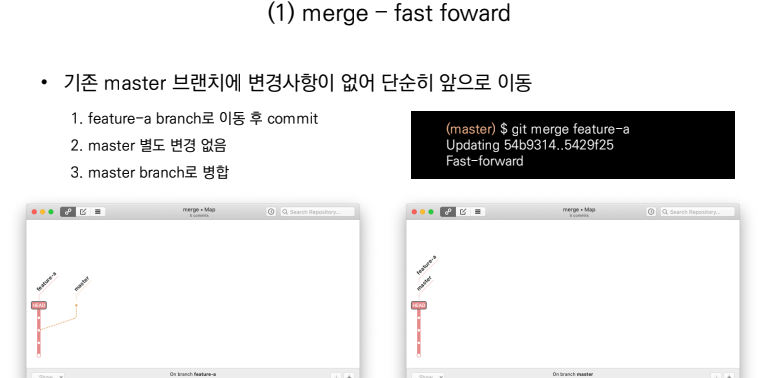 (1) merge – fast foward
• 기존 master 브랜치에 변경사항이 없어 단순히 앞으로 이동
1. feature-a branch로 이동 후 commit
2. master 별도 변경 없음
3. master branch로 병합
(master) $ git merge feature-a
Updating 54b9314..5429f25
Fast-forward
merge • Map
5 commits
Search Repository...
feature-a
master
HEAD
Show
On branch feature-a
merge • Map
6 commits
Search Repository...
feature-a
master
HEAD
Show
On branch master